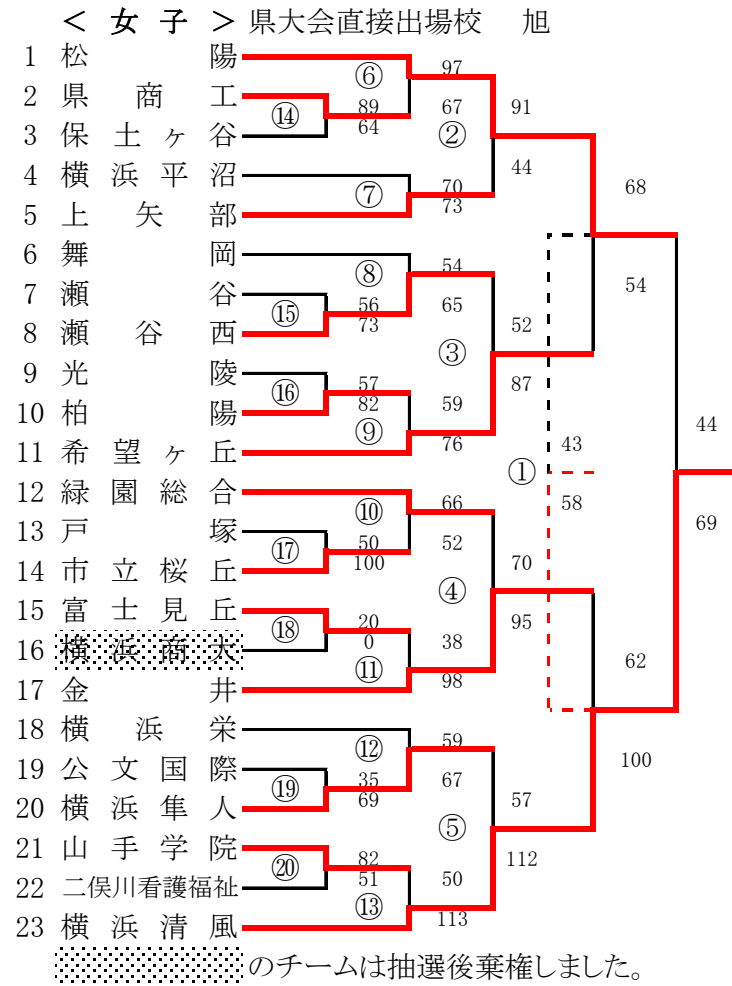 ＜ 女 子 ＞ 県大会直接出場校 旭
1 松陽
⑥ 97
2 県商工
⑭ 89 67 91
3 保土ヶ谷
64 ②
4 横浜平沼
⑦ 70 44
5 上矢部
73 68
6 舞岡
⑧ 54
7 瀬谷
⑮ 56 65 54
8 瀬谷西
73 52
③
9 光陵
⑯ 57 87
10 柏陽
82 59
⑨ 44
11 希望ヶ丘
76 43
①
12 緑園総合
⑩ 66 58
13 戸塚
⑰ 50 52 69
14 市立桜丘
100 70
④
15 富士見丘
⑱ 20 95
16 横浜商大
0 38 62
⑪
17 金井
98
18 横浜栄
⑫ 59
19 公文国際
⑲ 35 67 100
20 横浜隼人
69 57
⑤
21 山手学院
⑳ 82 112
22 二俣川看護福祉
51 50
⑬
23 横浜清風
113
のチームは抽選後棄権しました。